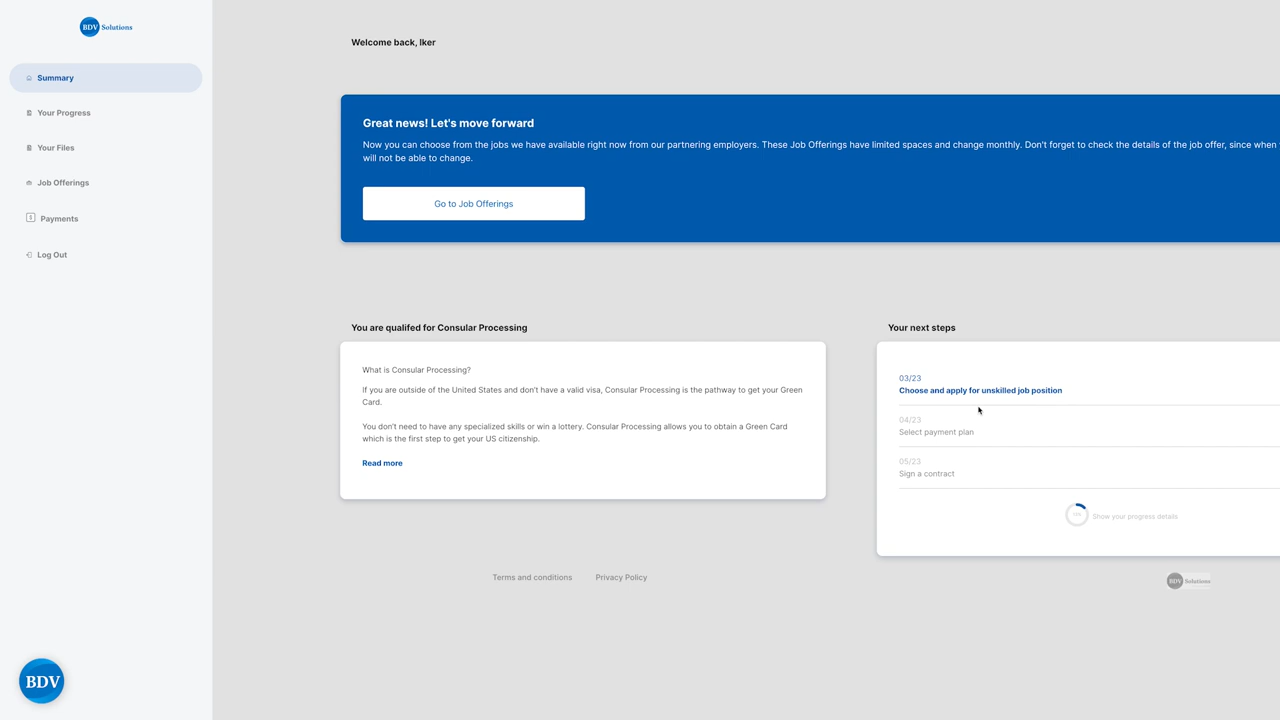 BDV Solutions
Summary
Your Progress
Your Files
Job Offerings
Payments
Log Out
BDV
Welcome back, Iker
Great news! Let's move forward
Now you can choose from the jobs we have available right now from our partnering employers. These Job Offerings have limited spaces and change monthly. Don't forget to check the details of the job offer, since when
will not be able to change.
Go to Job Offerings
You are qualifed for Consular Processing
What is Consular Processing?
If you are outside of the United States and don't have a valid visa, Consular Processing is the pathway to get your Green
Card.
You don't need to have any specialized skills or win a lottery. Consular Processing allows you to obtain a Green Card
which is the first step to get your US citizenship.
Read more
Your next steps
03/23
Choose and apply for unskilled job position
04/23
Select payment plan
05/23
Sign a contract
Show your progress details
Terms and conditions
Privacy Policy
BDV Solutions